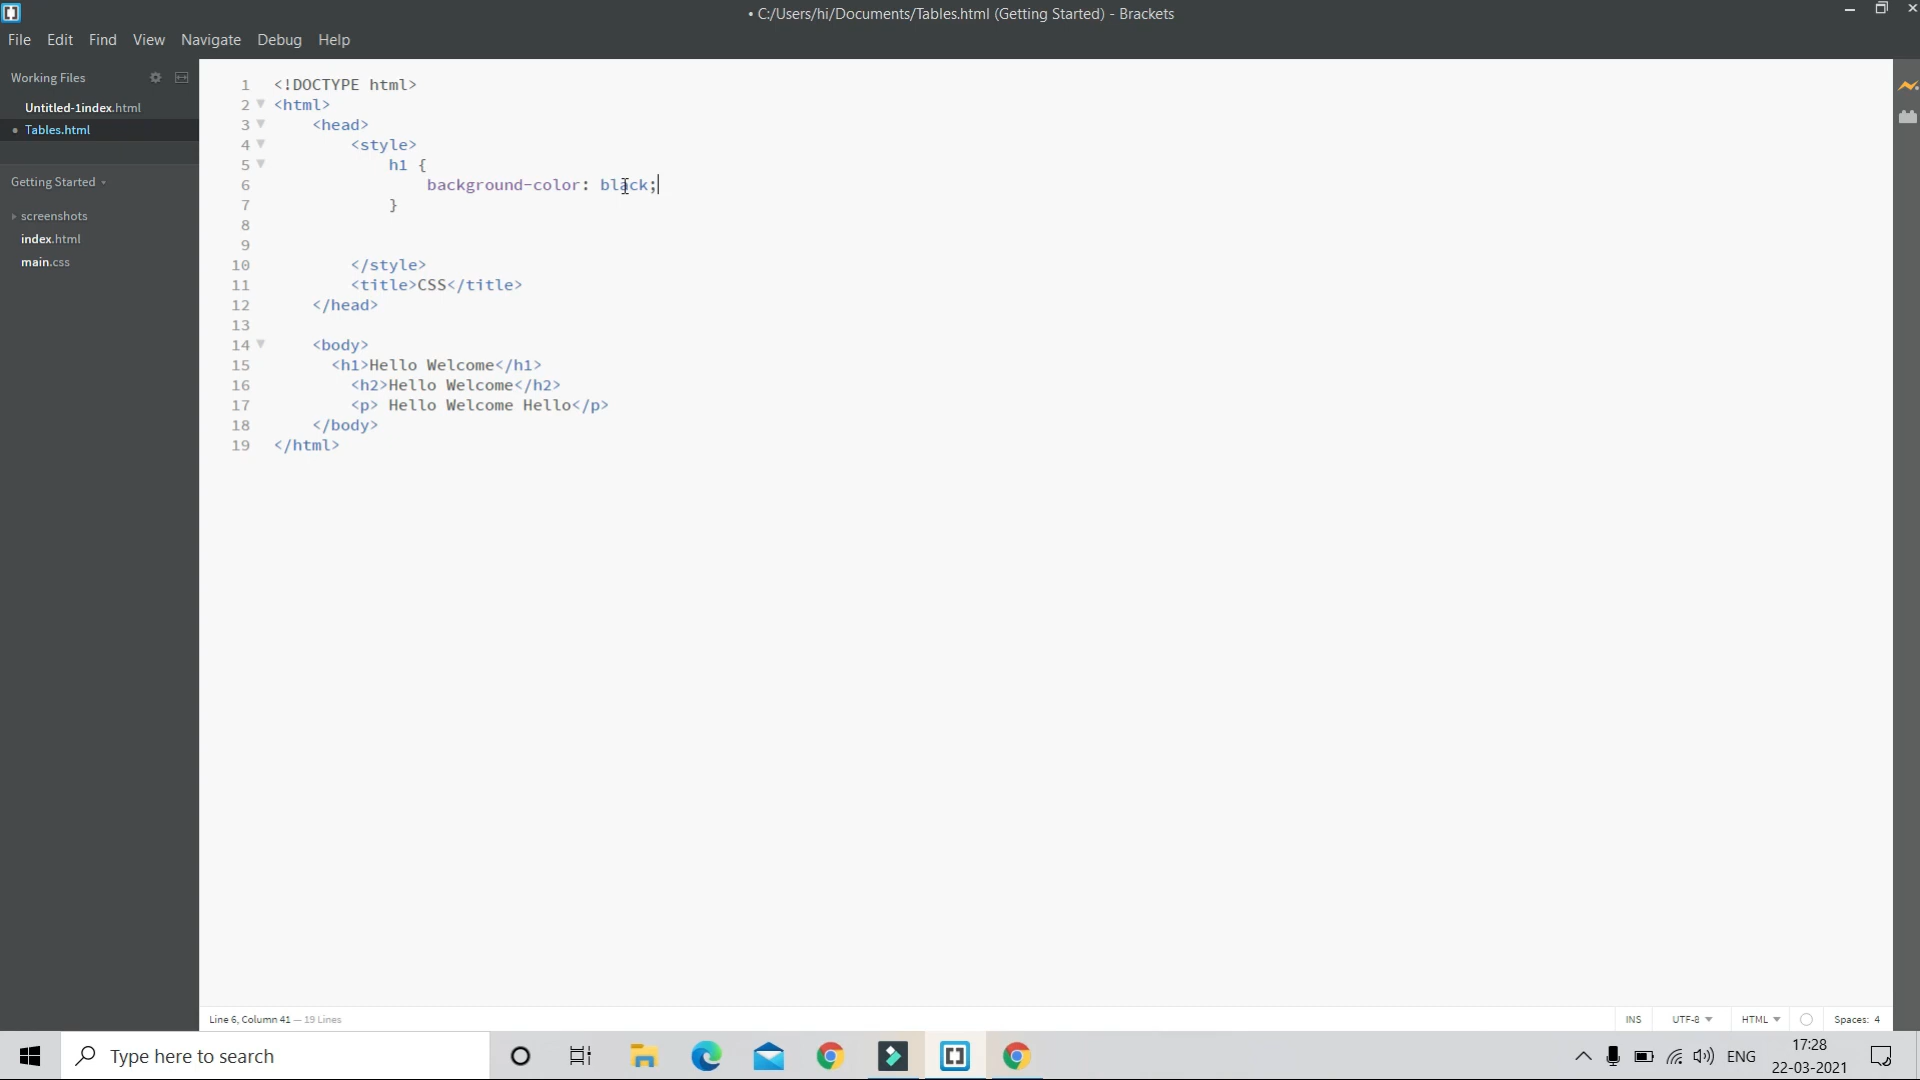 • C:/Users/hi/Documents/Tables.html (Getting Started) - Brackets
File Edit Find View Navigate Debug Help
Working Files
Untitled-1index.html
• Tables.html
Getting Started
screenshots
index.html
main.css
1 <!DOCTYPE html>
2 <html>
3 <head>
4 <style>
5 h1 {
6 background-color: black;
7 }
8
9
10 </style>
11 <title>CSS</title>
12 </head>
13
14 <body>
15 <h1>Hello Welcome</h1>
16 <h2>Hello Welcome</h2>
17 <p> Hello Welcome Hello</p>
18 </body>
19 </html>
Line 6, Column 41 — 19 Lines
INS UTF-8 HTML Spaces: 4
Type here to search
ENG
17:28
22-03-2021